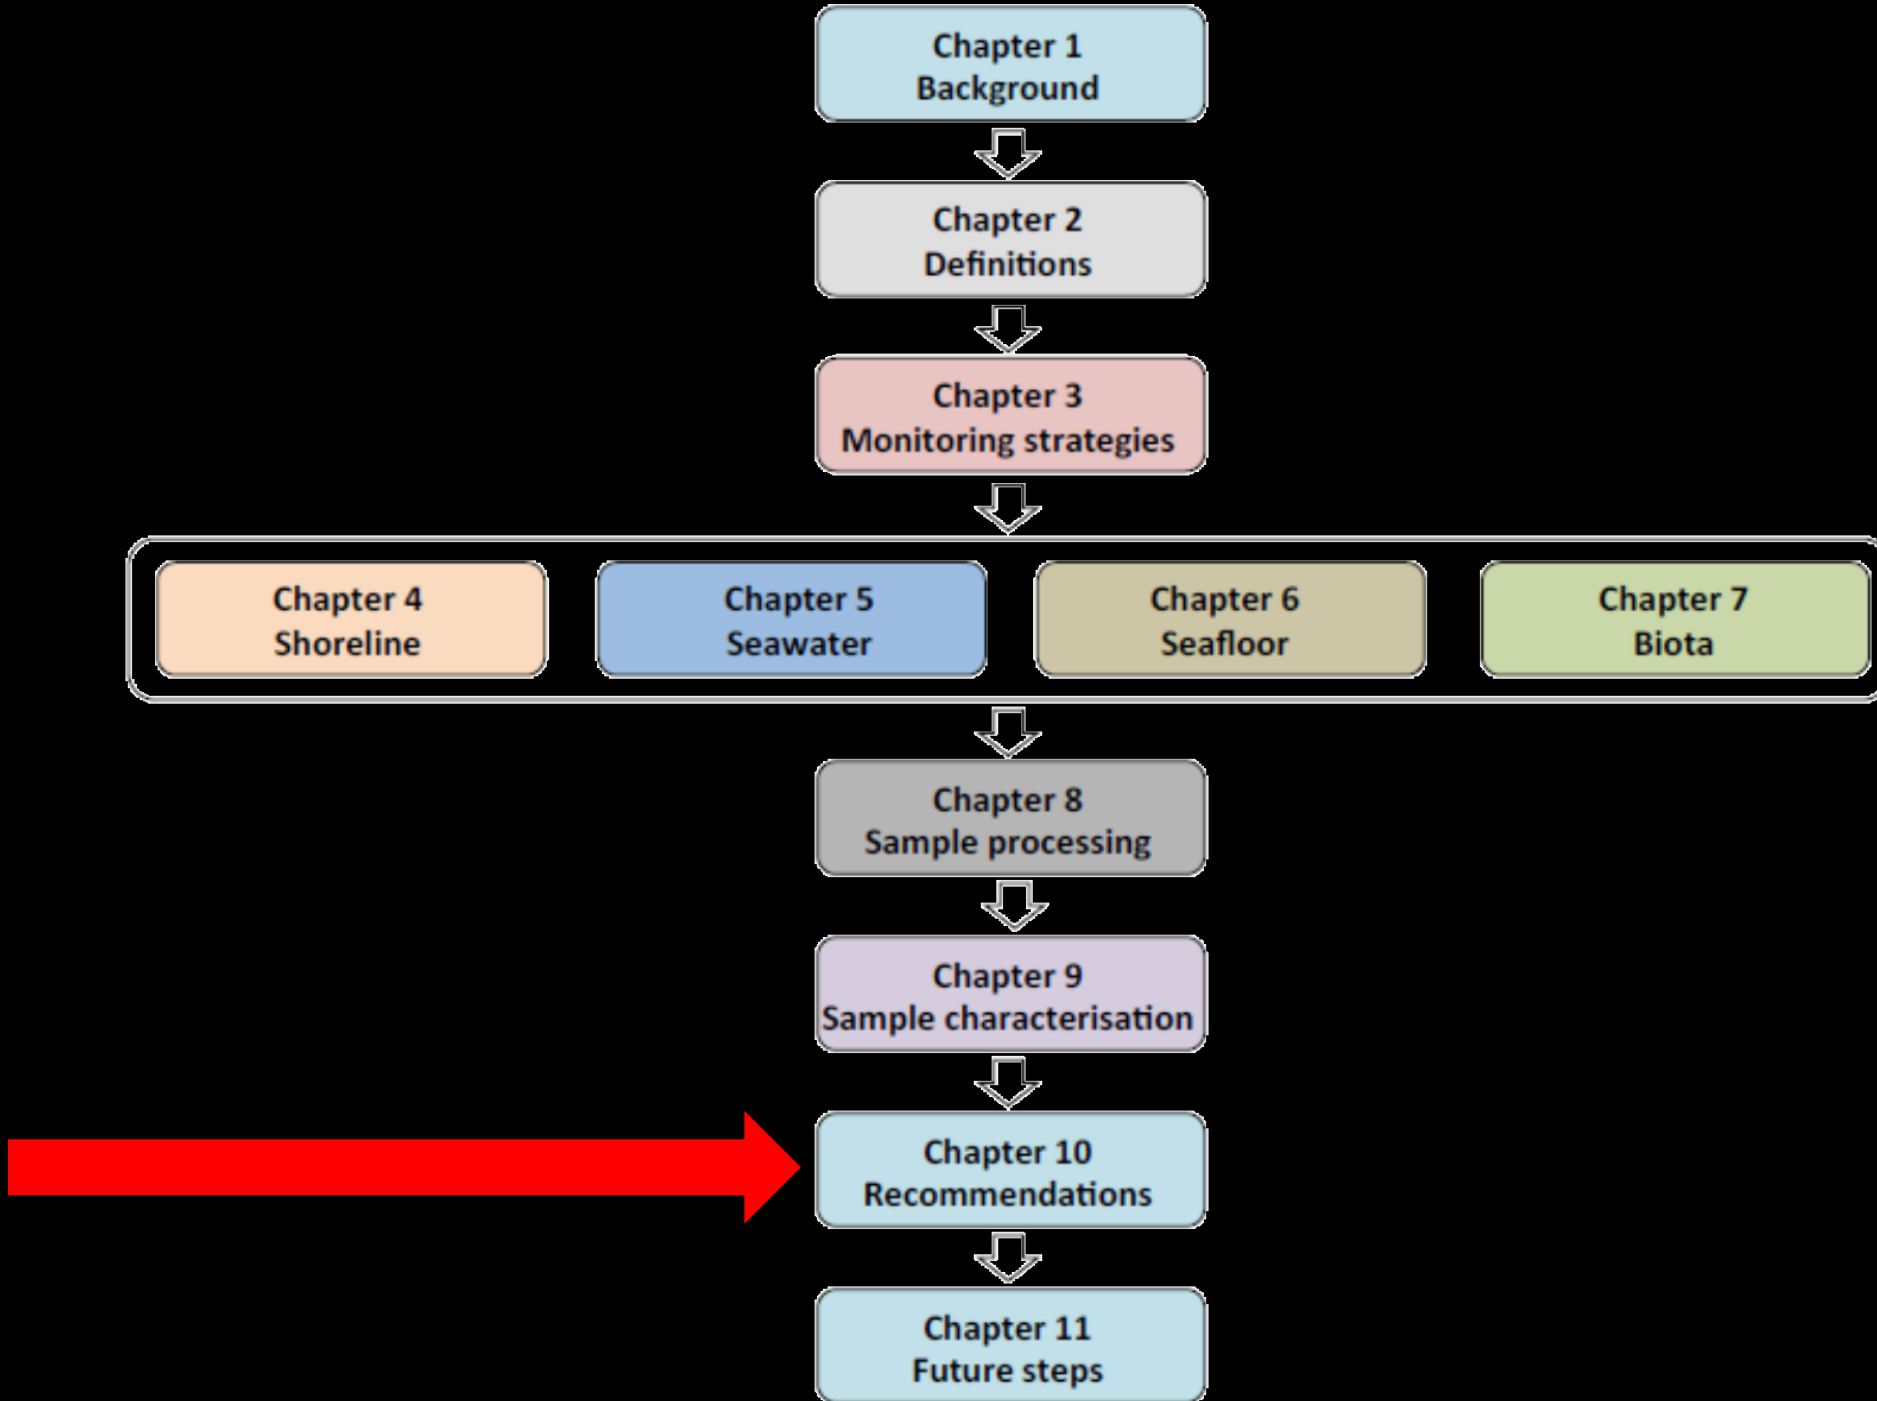 Chapter 1
Background
Chapter 2
Definitions
Chapter 3
Monitoring strategies
Chapter 4
Shoreline
Chapter 5
Seawater
Chapter 6
Seafloor
Chapter 7
Biota
Chapter 8
Sample processing
Chapter 9
Sample characterisation
Chapter 10
Recommendations
Chapter 11
Future steps